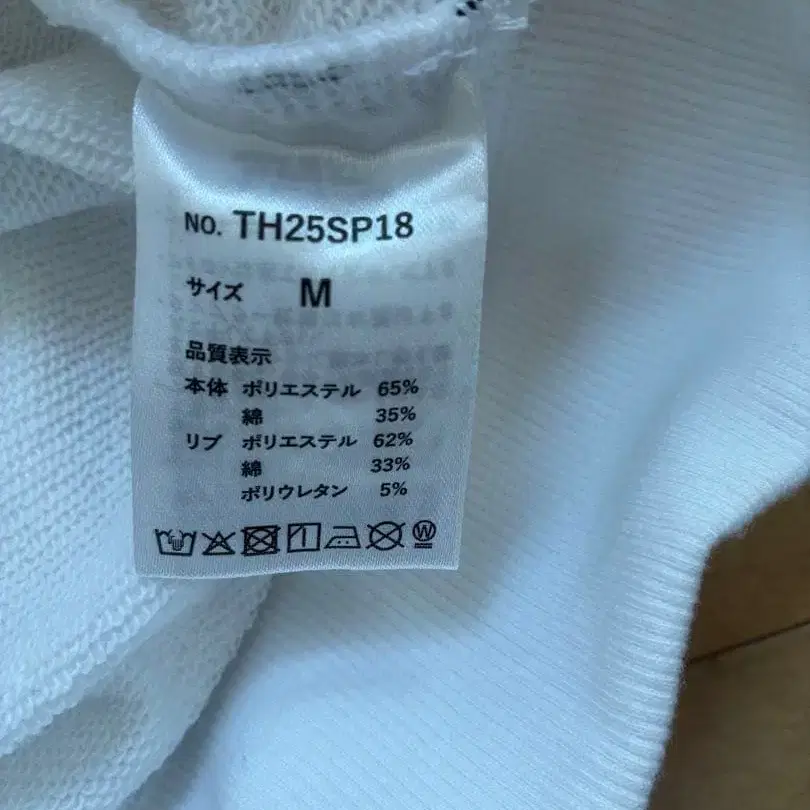 NO. TH25SP18
サイズ M
品質表示
本体 ポリエステル 65%
綿 35%
リブ ポリエステル 62%
綿 33%
ポリウレタン 5%
W